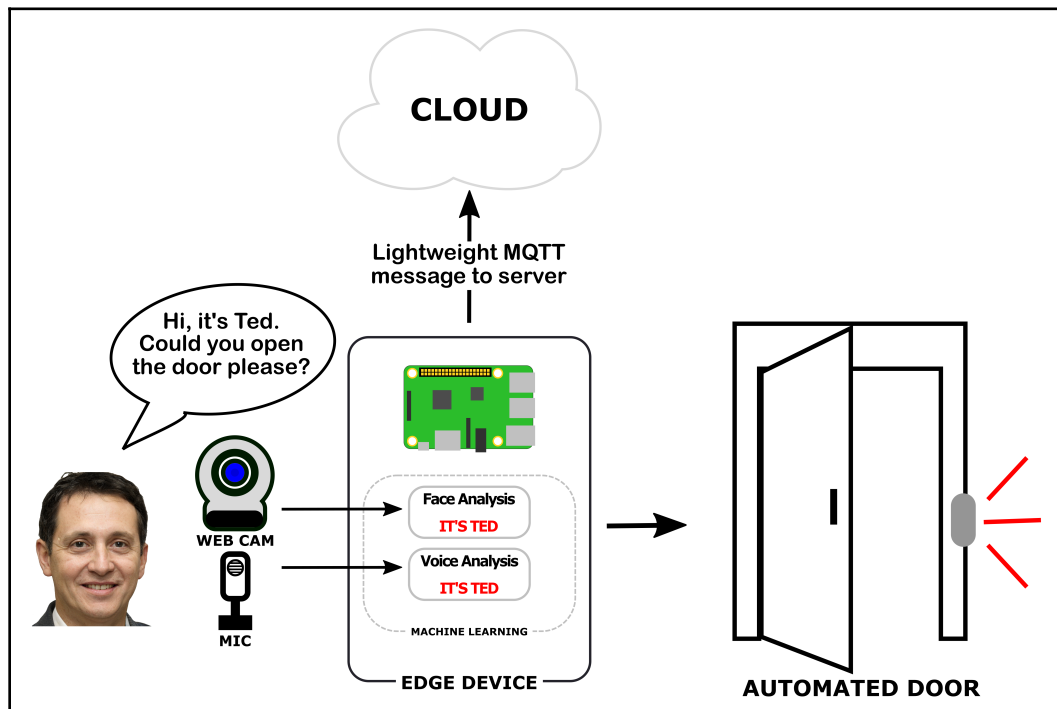 CLOUD
Lightweight MQTT
message to server
Hi, it's Ted.
Could you open
the door please?
WEB CAM
MIC
Face Analysis
IT'S TED
Voice Analysis
IT'S TED
MACHINE LEARNING
EDGE DEVICE
AUTOMATED DOOR